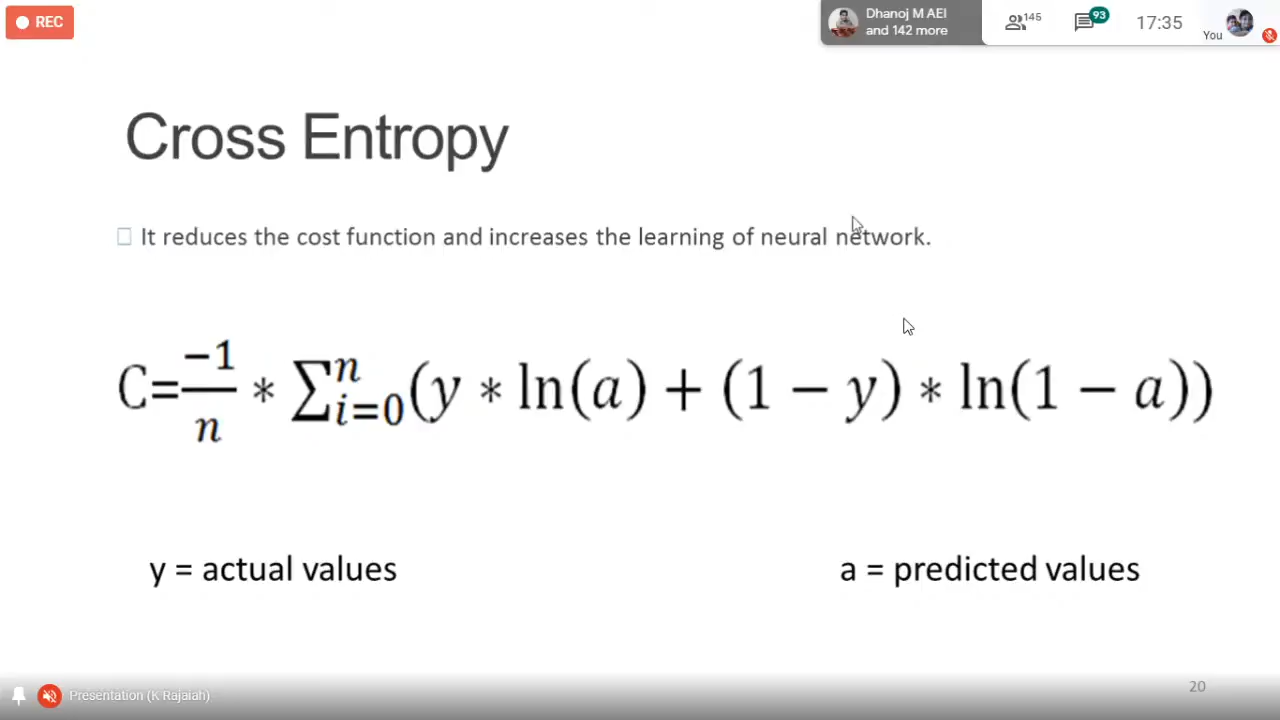 REC
Dhanoj M AEI
and 142 more
145
93
17:35
You
Cross Entropy
It reduces the cost function and increases the learning of neural network.
C=\frac{-1}{n} * \sum_{i=0}^{n}(y * ln(a) + (1 − y) * ln(1 − a))
y = actual values
a = predicted values
Presentation (K Rajaiah)
20